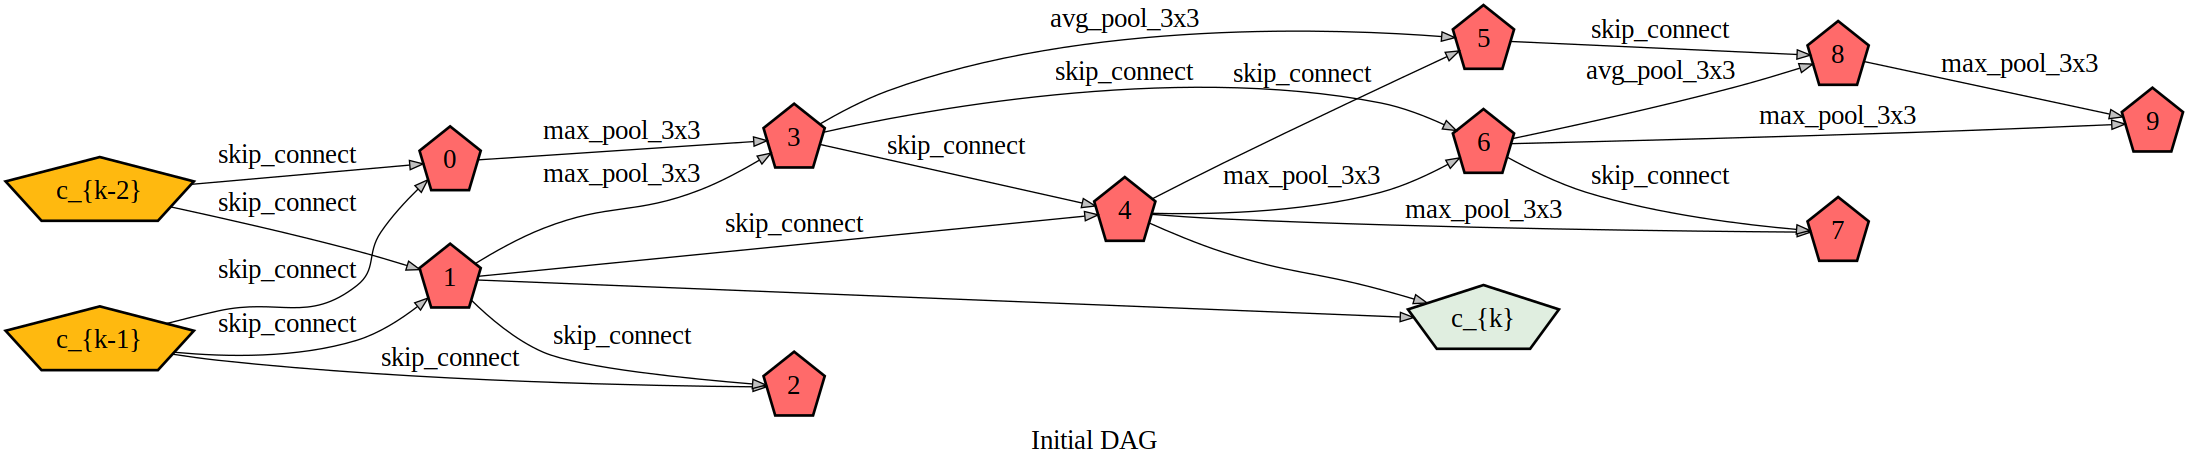 avg_pool_3x3
5
skip_connect
8
skip_connect
skip_connect
avg_pool_3x3
max_pool_3x3
9
max_pool_3x3
3
max_pool_3x3
6
skip_connect
0
skip_connect
max_pool_3x3
max_pool_3x3
skip_connect
c_{k-2}
skip_connect
4
max_pool_3x3
skip_connect
7
skip_connect
1
c_{k}
skip_connect
skip_connect
c_{k-1}
skip_connect
2
Initial DAG